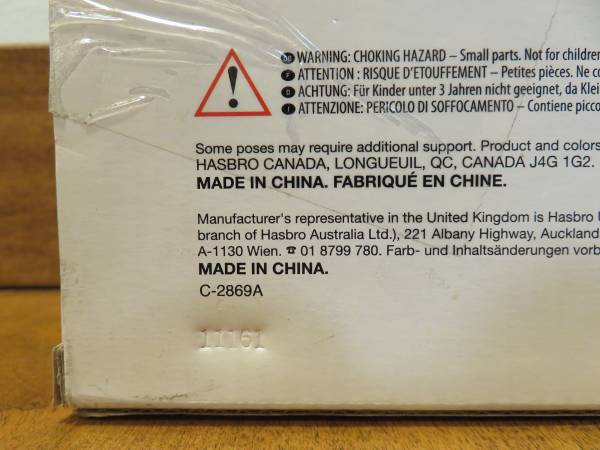 GB WARNING: CHOKING HAZARD – Small parts. Not for children
F ATTENTION : RISQUE D'ETOUFFEMENT – Petites pièces. Ne co
D ACHTUNG: Für Kinder unter 3 Jahren nicht geeignet, da Klei
I ATTENZIONE: PERICOLO DI SOFFOCAMENTO – Contiene picco
Some poses may require additional support. Product and colors
HASBRO CANADA, LONGUEUIL, QC, CANADA J4G 1G2.
MADE IN CHINA. FABRIQUÉ EN CHINE.
Manufacturer's representative in the United Kingdom is Hasbro U
branch of Hasbro Australia Ltd.), 221 Albany Highway, Auckland
A-1130 Wien. ☎ 01 8799 780. Farb- und Inhaltsänderungen vorb
MADE IN CHINA.
C-2869A
11161